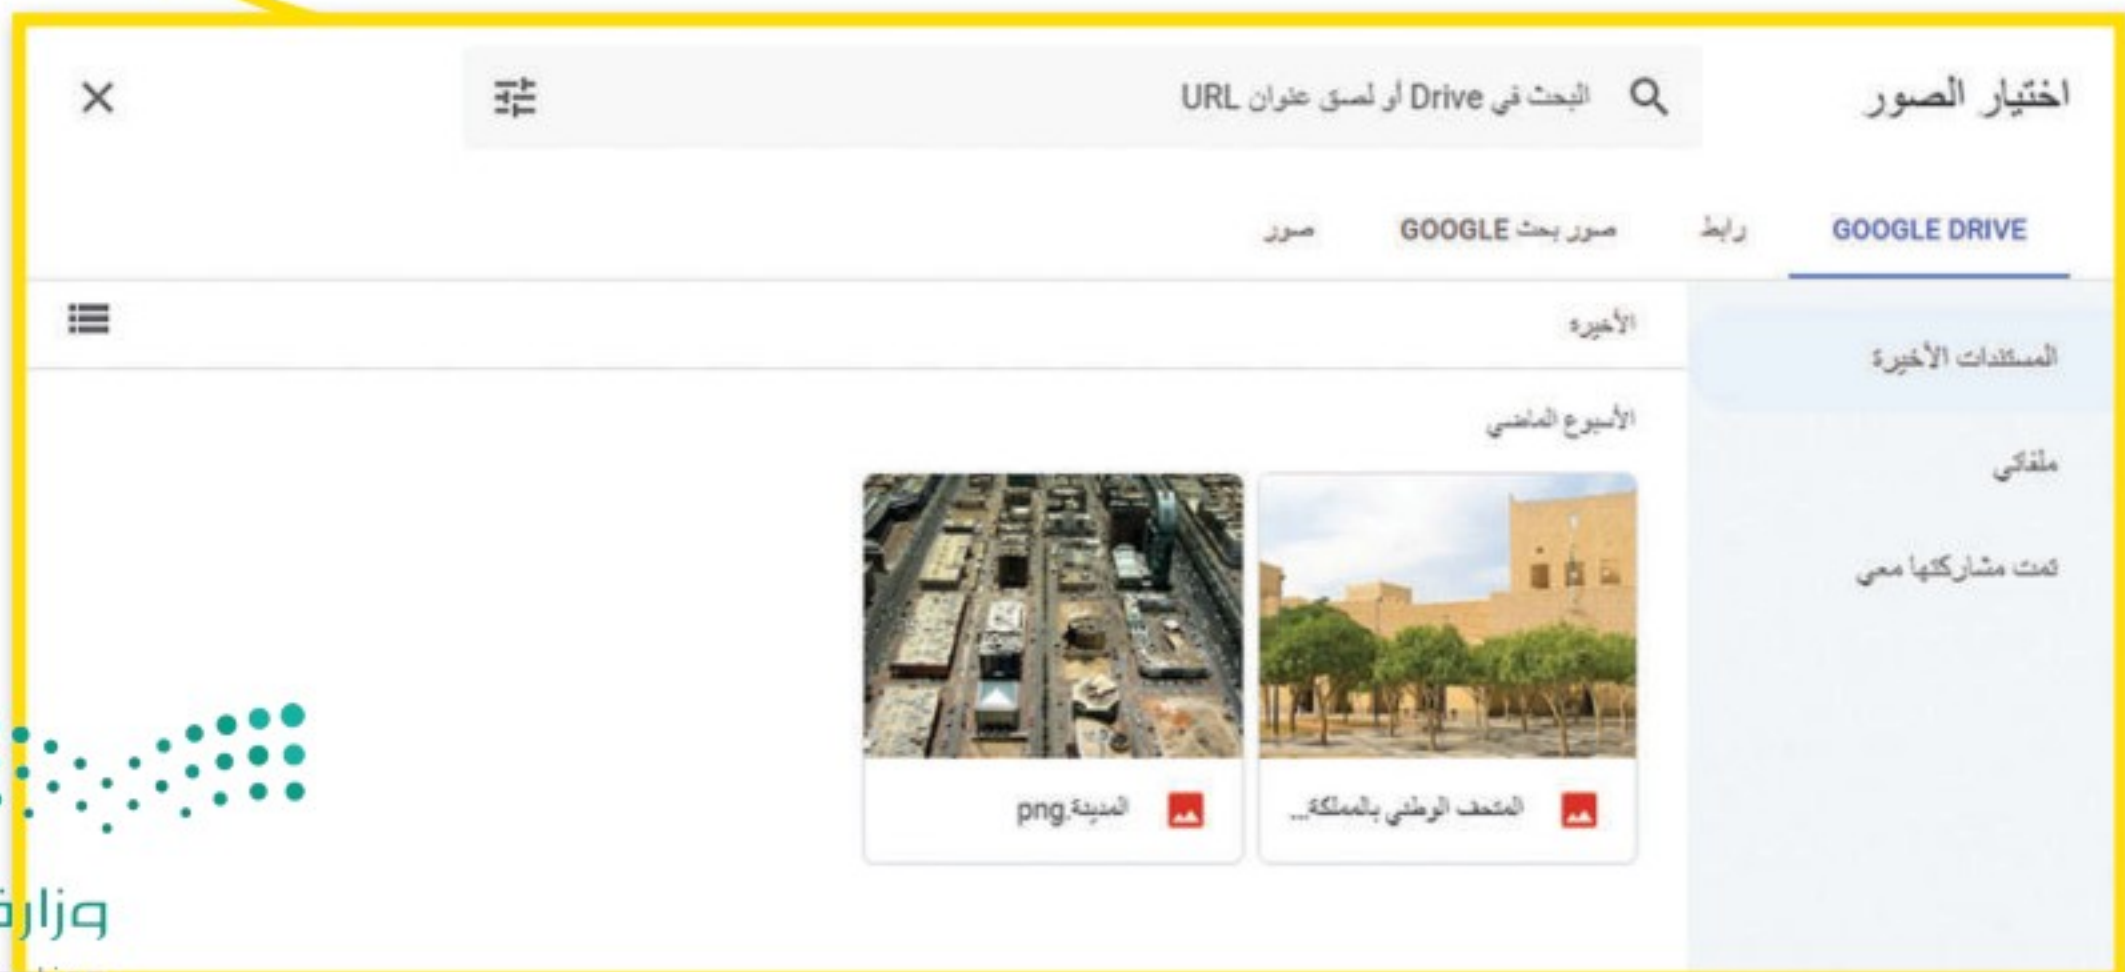 اختيار الصور
البحث في Drive أو لصق عنوان URL
GOOGLE DRIVE رابط صور بحث GOOGLE صور
المستندات الأخيرة
ملفاتي
تمت مشاركتها معي
الأخيرة
الأسبوع الماضي
المتحف الوطني بالمملكة...
المدينة.png
وزارة